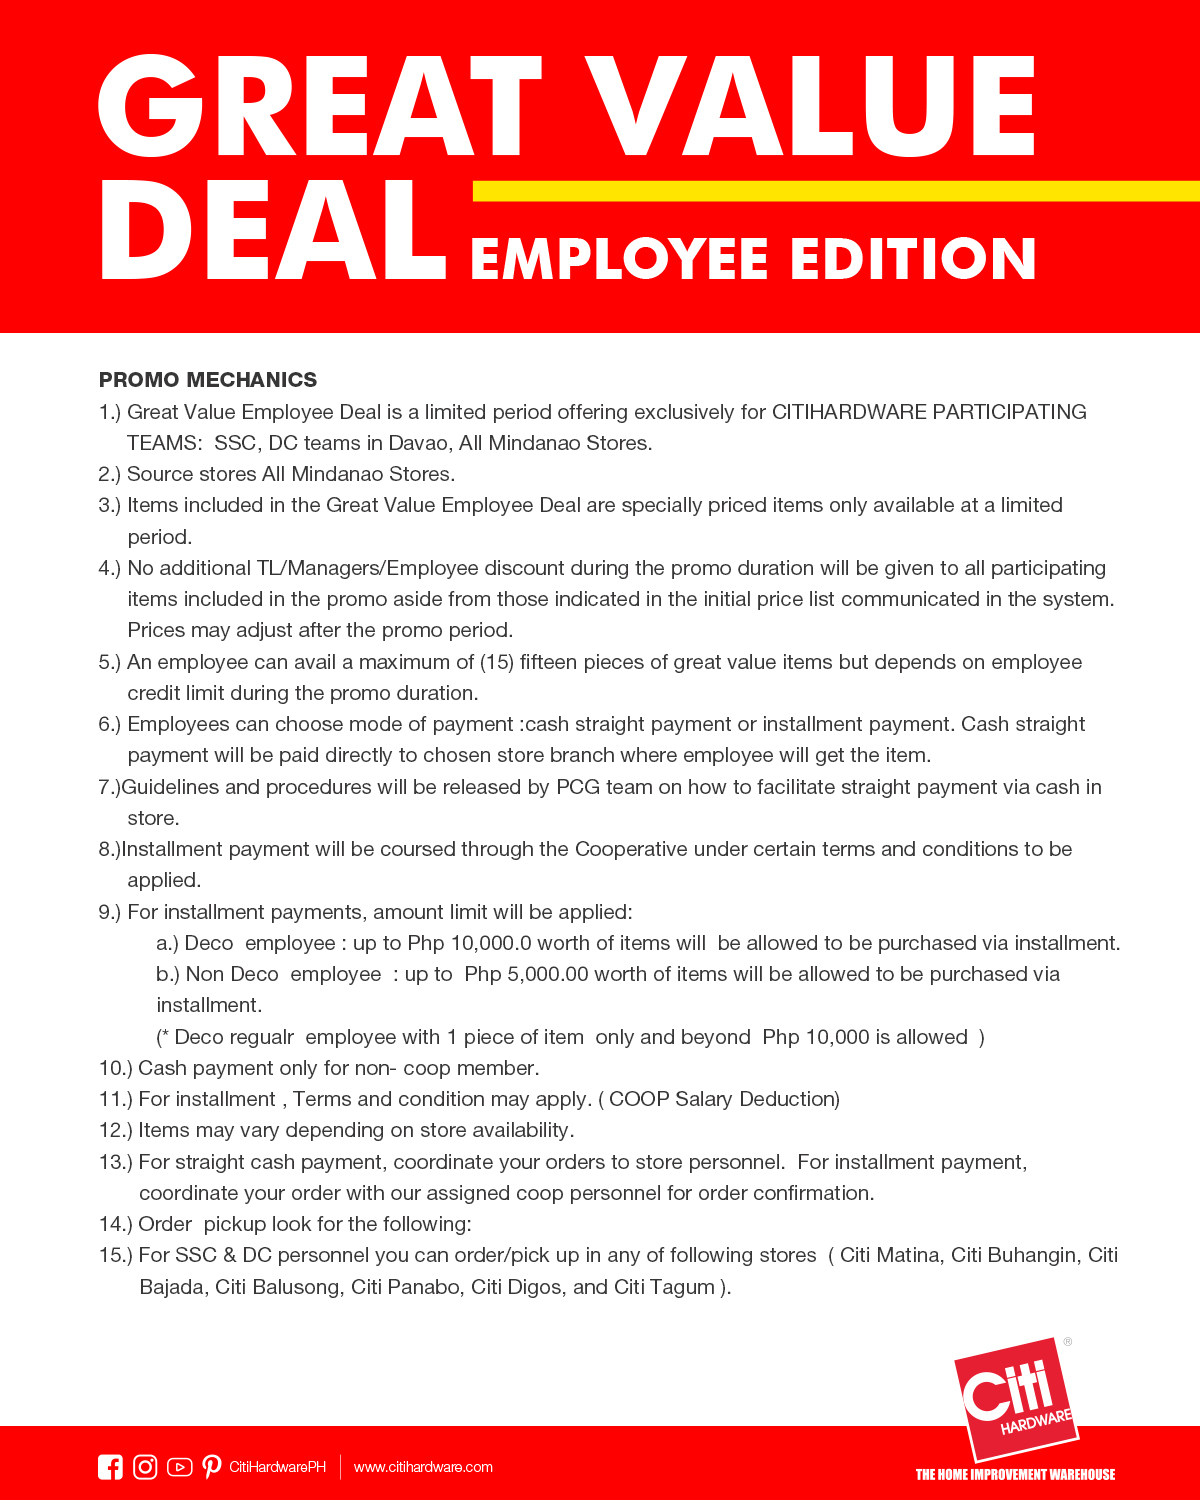 GREAT VALUE
DEAL EMPLOYEE EDITION
PROMO MECHANICS
1.) Great Value Employee Deal is a limited period offering exclusively for CITIHARDWARE PARTICIPATING
TEAMS:  SSC, DC teams in Davao, All Mindanao Stores.
2.) Source stores All Mindanao Stores.
3.) Items included in the Great Value Employee Deal are specially priced items only available at a limited
period.
4.) No additional TL/Managers/Employee discount during the promo duration will be given to all participating
items included in the promo aside from those indicated in the initial price list communicated in the system.
Prices may adjust after the promo period.
5.) An employee can avail a maximum of (15) fifteen pieces of great value items but depends on employee
credit limit during the promo duration.
6.) Employees can choose mode of payment :cash straight payment or installment payment. Cash straight
payment will be paid directly to chosen store branch where employee will get the item.
7.)Guidelines and procedures will be released by PCG team on how to facilitate straight payment via cash in
store.
8.)Installment payment will be coursed through the Cooperative under certain terms and conditions to be
applied.
9.) For installment payments, amount limit will be applied:
a.) Deco  employee : up to Php 10,000.0 worth of items will  be allowed to be purchased via installment.
b.) Non Deco  employee  : up to  Php 5,000.00 worth of items will be allowed to be purchased via
installment.
(* Deco regualr  employee with 1 piece of item  only and beyond  Php 10,000 is allowed  )
10.) Cash payment only for non- coop member.
11.) For installment , Terms and condition may apply. ( COOP Salary Deduction)
12.) Items may vary depending on store availability.
13.) For straight cash payment, coordinate your orders to store personnel.  For installment payment,
coordinate your order with our assigned coop personnel for order confirmation.
14.) Order  pickup look for the following:
15.) For SSC & DC personnel you can order/pick up in any of following stores  ( Citi Matina, Citi Buhangin, Citi
Bajada, Citi Balusong, Citi Panabo, Citi Digos, and Citi Tagum ).
Citi ®
HARDWARE
THE HOME IMPROVEMENT WAREHOUSE
CitiHardwarePH | www.citihardware.com